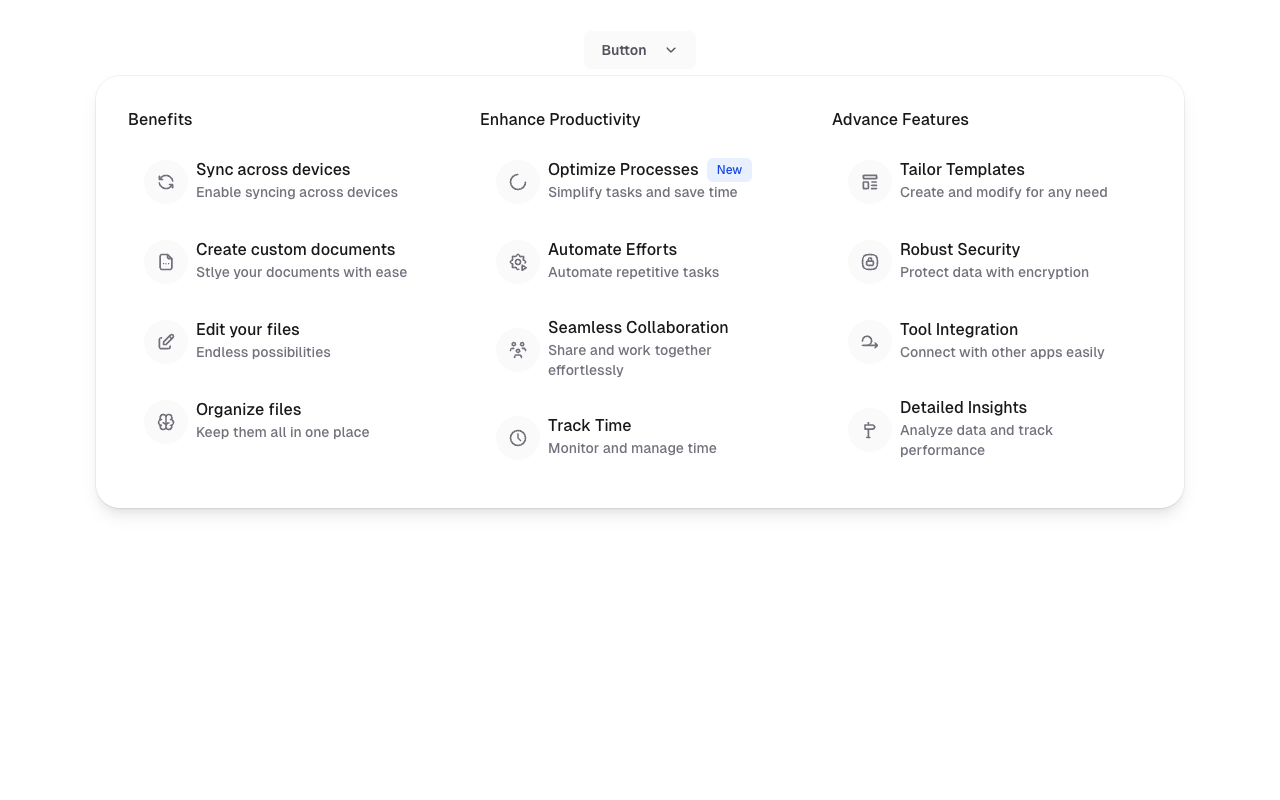 Button
Benefits
Sync across devices
Enable syncing across devices
Create custom documents
Stlye your documents with ease
Edit your files
Endless possibilities
Organize files
Keep them all in one place
Enhance Productivity
Optimize Processes New
Simplify tasks and save time
Automate Efforts
Automate repetitive tasks
Seamless Collaboration
Share and work together
effortlessly
Track Time
Monitor and manage time
Advance Features
Tailor Templates
Create and modify for any need
Robust Security
Protect data with encryption
Tool Integration
Connect with other apps easily
Detailed Insights
Analyze data and track
performance